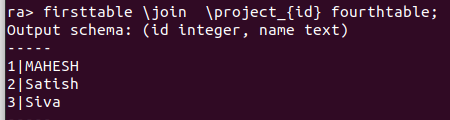 ra> firsttable \join  \project_{id} fourthtable;
Output schema: (id integer, name text)
-----
1|MAHESH
2|Satish
3|Siva
-----